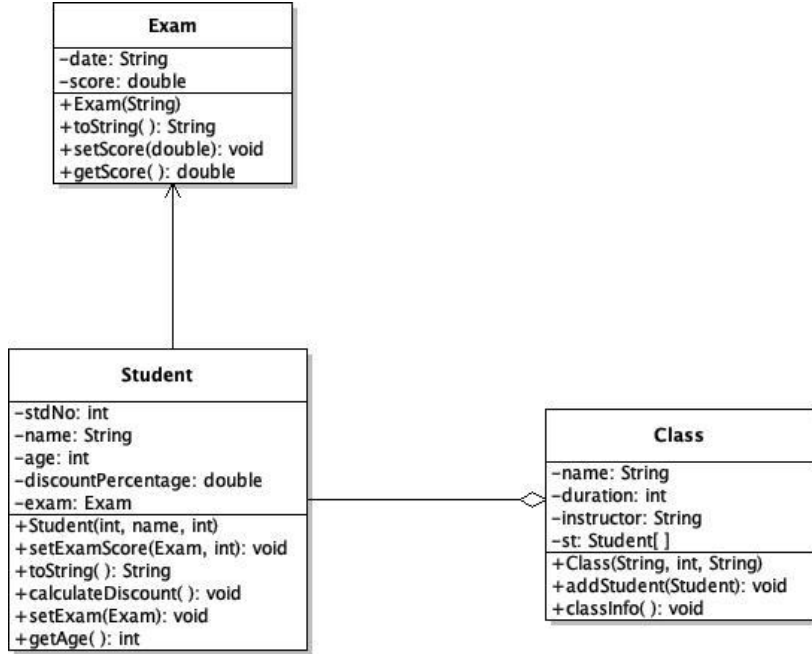 Exam
-date: String
-score: double
+Exam(String)
+toString( ): String
+setScore(double): void
+getScore( ): double
Student
-stdNo: int
-name: String
-age: int
-discountPercentage: double
-exam: Exam
+Student(int, name, int)
+setExamScore(Exam, int): void
+toString( ): String
+calculateDiscount( ): void
+setExam(Exam): void
+getAge( ): int
Class
-name: String
-duration: int
-instructor: String
-st: Student[ ]
+Class(String, int, String)
+addStudent(Student): void
+classInfo( ): void